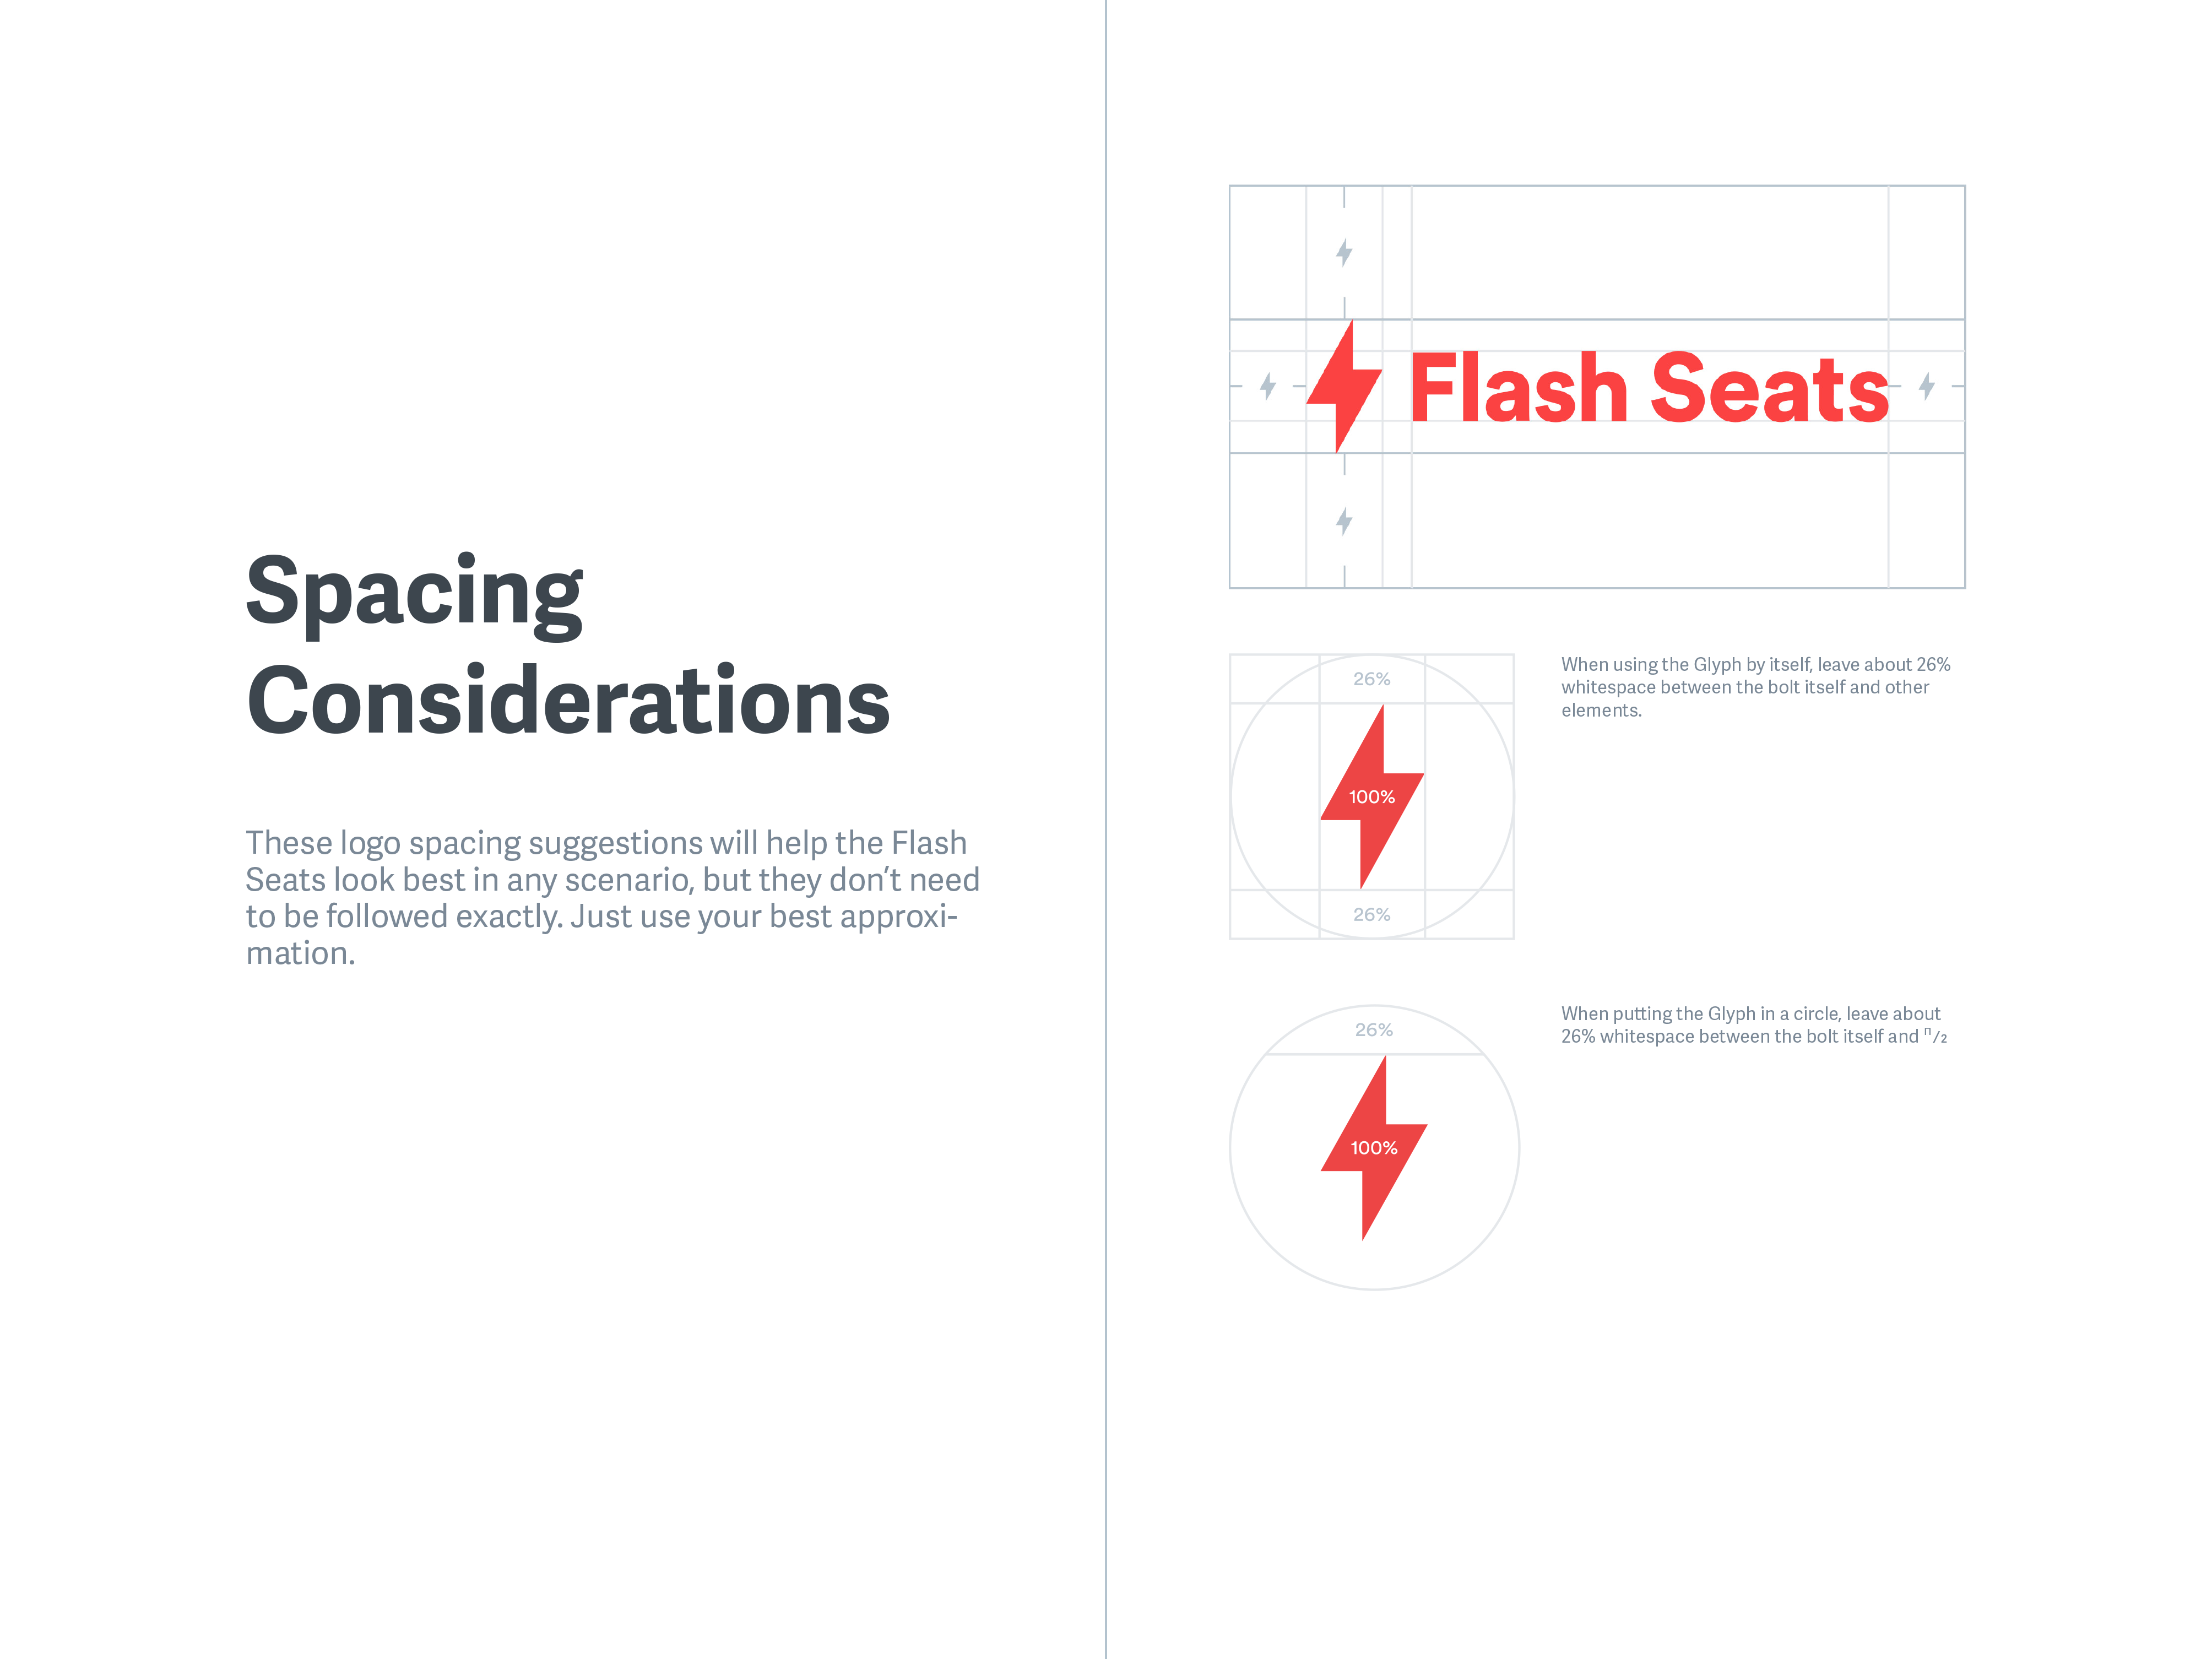 Spacing
Considerations
These logo spacing suggestions will help the Flash
Seats look best in any scenario, but they don’t need
to be followed exactly. Just use your best approxi-
mation.
Flash Seats
26%
100%
26%
When using the Glyph by itself, leave about 26%
whitespace between the bolt itself and other
elements.
26%
100%
When putting the Glyph in a circle, leave about
26% whitespace between the bolt itself and ᴨ/2